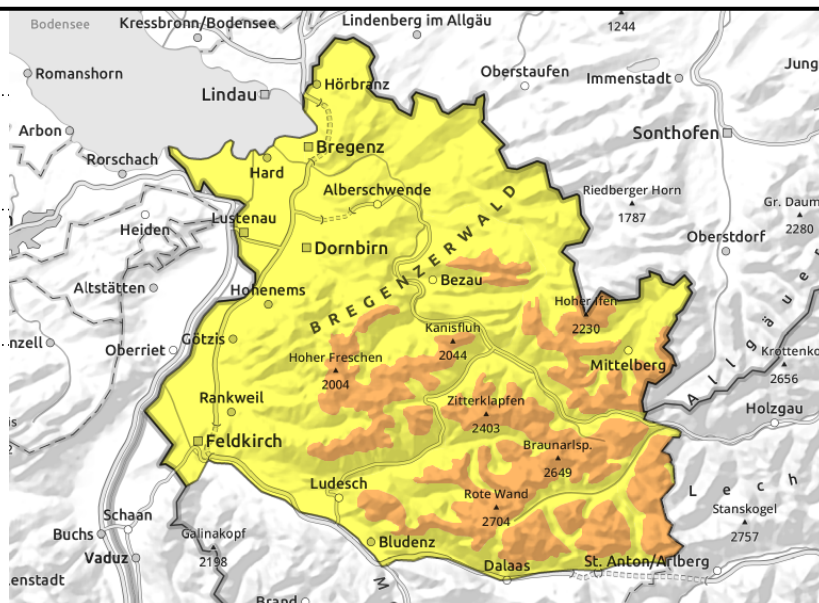 Bodensee
Kressbronn/Bodensee
Lindenberg im Allgäu
1244
Romanshorn
Oberstaufen
Immenstadt
Jung
Hörbranz
Lindau
Arbon
Sonthofen
Bregenz
Rorschach
Hard
Alberschwende
Riedberger Horn
1787
Gr. Daum
2280
Heiden
Lustenau
Dornbirn
Oberstdorf
BREGENZERWALD
Bezau
Altstätten
Hohenems
Hoher Ifen
2230
Allgäuer
nzell
Oberriet
Götzis
Kanisfluh
2044
Hoher Freschen
2004
Mittelberg
Krottenko
2656
Rankweil
Zitterklapfen
2403
Holzgau
Feldkirch
Braunarlsp.
2649
Ludesch
Rote Wand
2704
Lech
Schaan
Stanskogel
2757
Buchs
Galinakopf
2198
Vaduz
Bludenz
Dalaas
St. Anton/Arlberg
enstadt
M
Brand